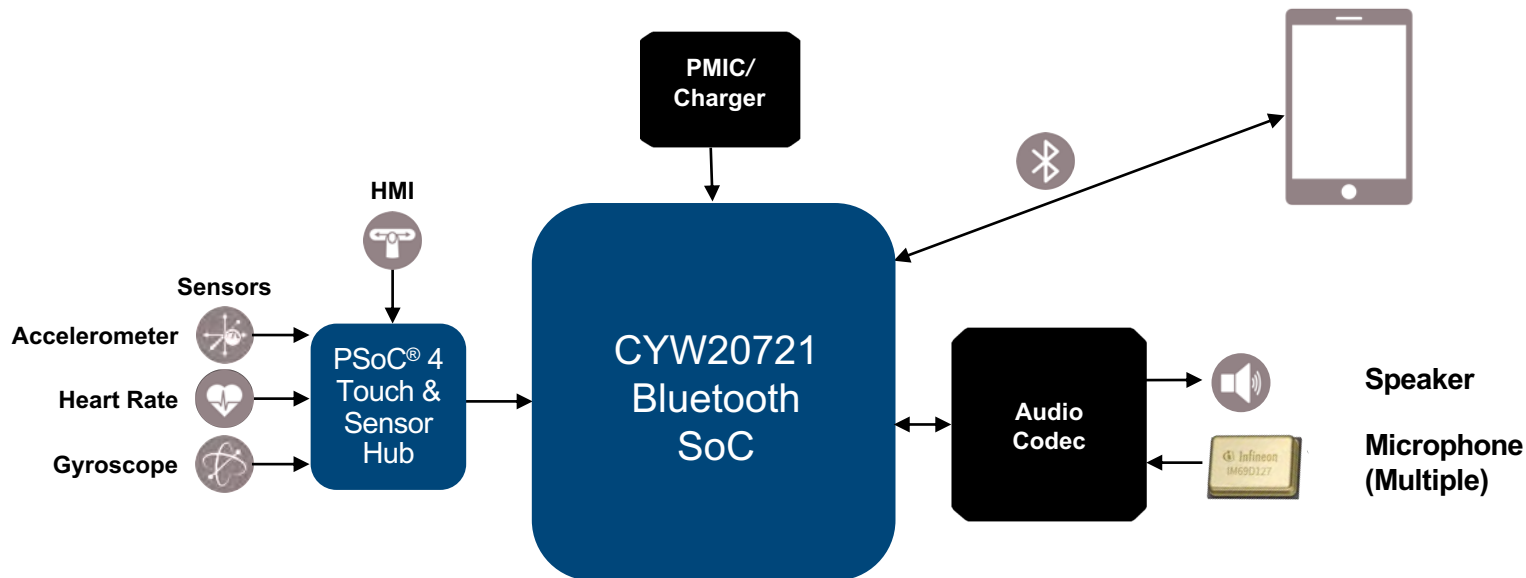 PMIC/
Charger
HMI
Sensors
Accelerometer
Heart Rate
Gyroscope
PSoC® 4
Touch &
Sensor
Hub
CYW20721
Bluetooth
SoC
Audio
Codec
Speaker
Infineon
IM69D127
Microphone
(Multiple)